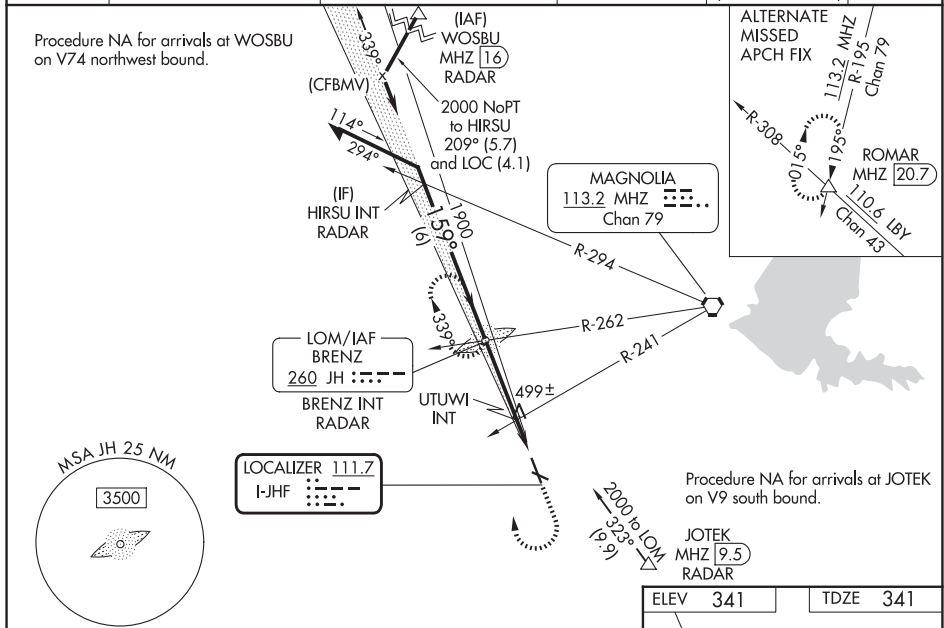 Procedure NA for arrivals at WOSBU
on V74 northwest bound.
(IAF)
WOSBU
MHZ 16
RADAR
339°
(CFBMV)
2000 NoPT
to HIRSU
209° (5.7)
and LOC (4.1)
114°
294°
(IF)
HIRSU INT
RADAR
159°
(6)
1900
MAGNOLIA
113.2 MHZ
Chan 79
R-294
R-262
R-241
339°
LOM/IAF
BRENZ
260 JH
BRENZ INT
RADAR
UTUWI
INT
499±
LOCALIZER 111.7
I-JHF
MSA JH 25 NM
3500
2000 to LOM
323°
(9.9)
JOTEK
MHZ 9.5
RADAR
Procedure NA for arrivals at JOTEK
on V9 south bound.
ALTERNATE
MISSED
APCH FIX
113.2 MHZ
R-195
Chan 79
R-308
015°
195°
ROMAR
MHZ 20.7
110.6 LBY
Chan 43
ELEV 341
TDZE 341